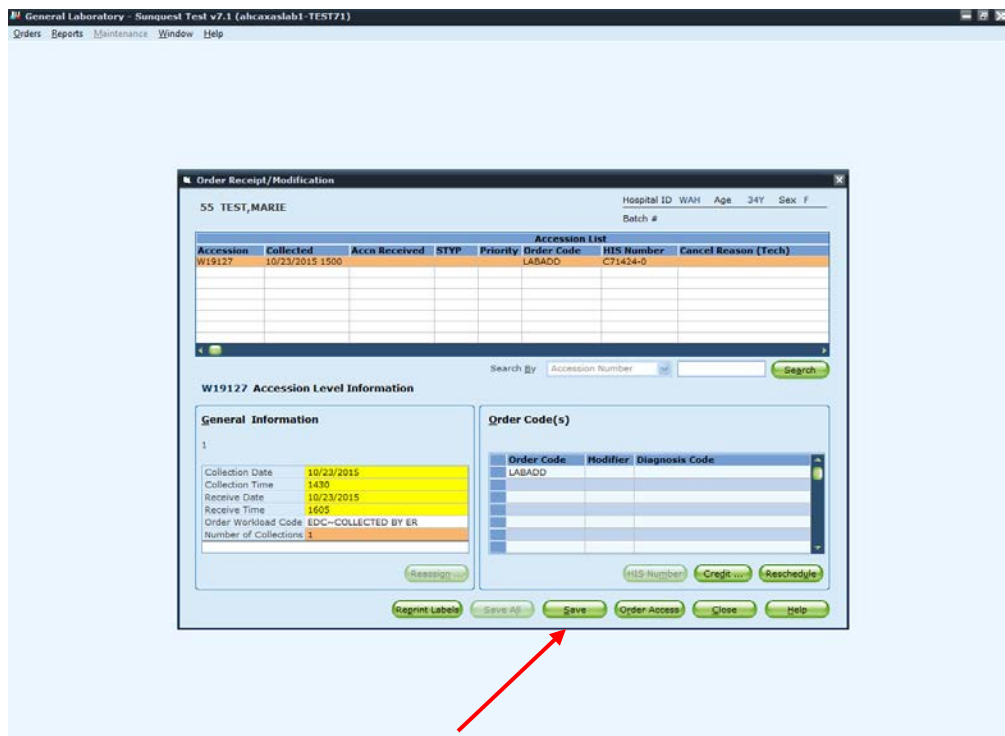 General Laboratory - Sunquest Test v7.1 (ahcaxaslab1-TEST71)
Orders Reports Maintenance Window Help
Order Receipt/Modification
55 TEST,MARIE
Hospital ID WAH Age 34Y Sex F
Batch #
Accession List
Accession Collected Accn Received STYP Priority Order Code HIS Number Cancel Reason (Tech)
W19127 10/23/2015 1500 LABADD C71424-0
Search By Accession Number Search
W19127 Accession Level Information
General Information
1
Collection Date 10/23/2015
Collection Time 1430
Receive Date 10/23/2015
Receive Time 1605
Order Workload Code EDC~COLLECTED BY ER
Number of Collections 1
Reassign ...
Order Code(s)
Order Code Modifier Diagnosis Code
LABADD
HIS Number Credit ... Reschedule
Reprint Labels Save All Save Order Access Close Help